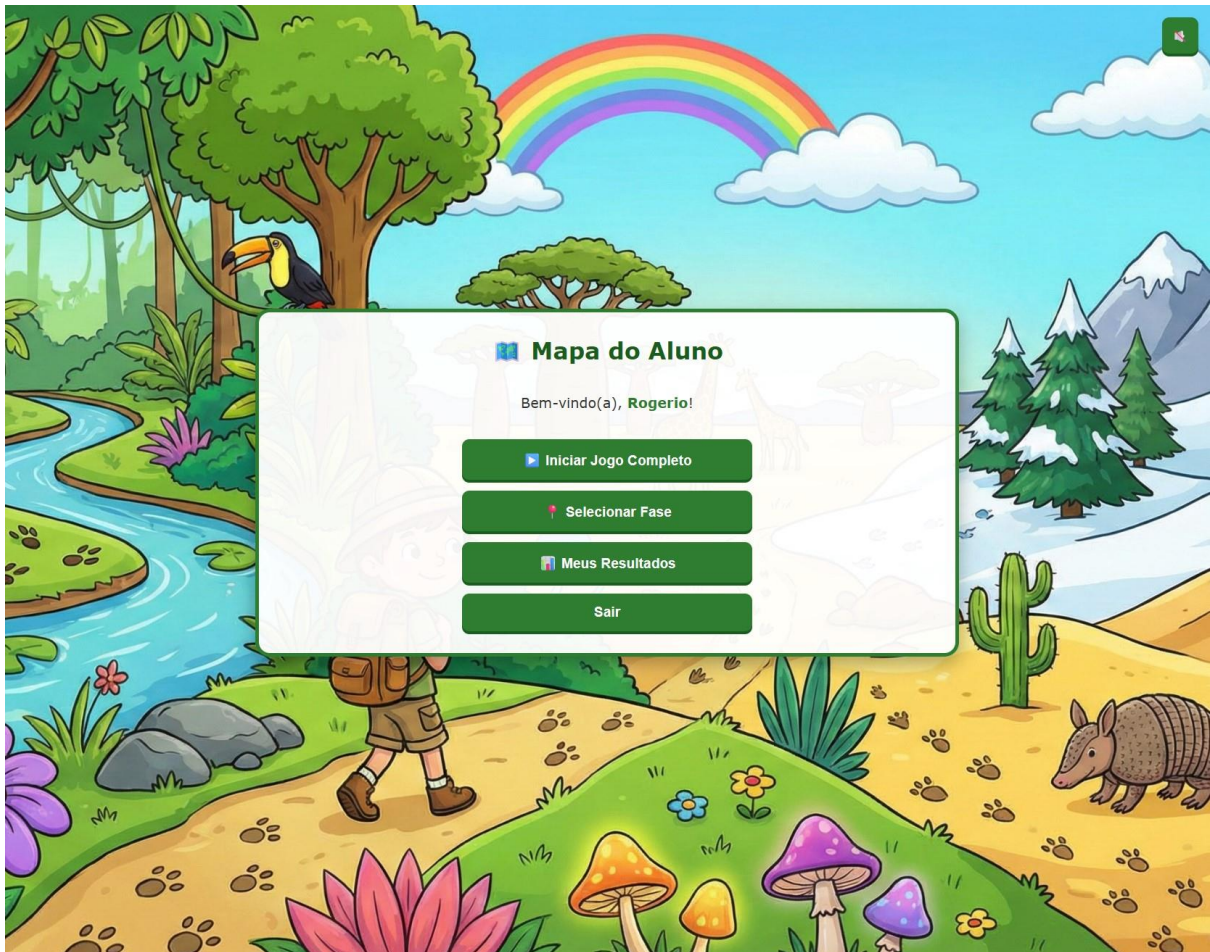 Mapa do Aluno
Bem-vindo(a), Rogerio!
Iniciar Jogo Completo
Selecionar Fase
Meus Resultados
Sair